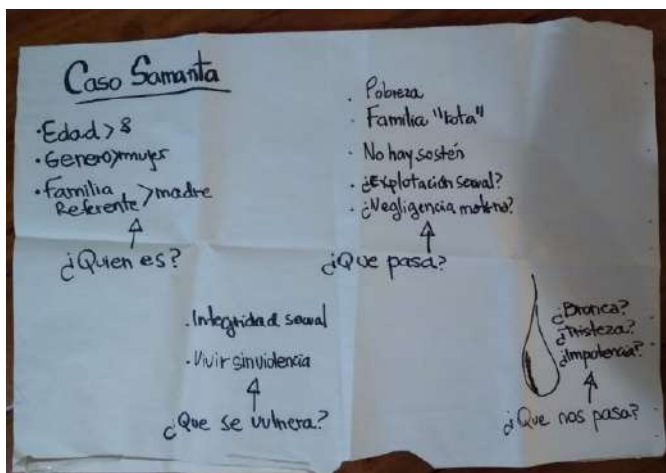 Caso Samanta
·Edad > 8
·Genero>mujer
·Familia > madre
Referente
¿Quien es?
· Pobreza
· Familia "rota"
· No hay sostén
· ¿Explotación sexual?
· ¿Negligencia materno?
¿Que pasa?
·Integridad sexual
·Vivir sin violencia
¿Que se vulnera?
¿Bronca?
¿Tristeza?
¿Impotencia?
¿Que nos pasa?